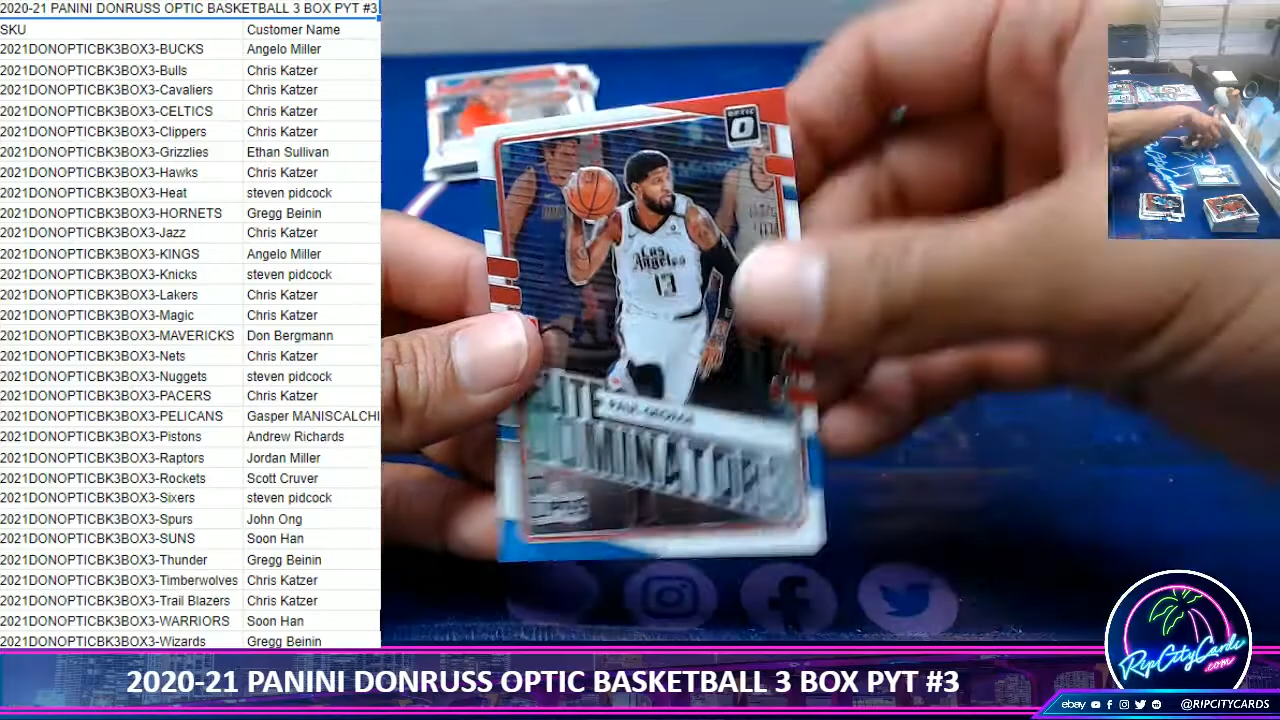 2020-21 PANINI DONRUSS OPTIC BASKETBALL 3 BOX PYT #3
SKU Customer Name
2021DONOPTICBK3BOX3-BUCKS Angelo Miller
2021DONOPTICBK3BOX3-Bulls Chris Katzer
2021DONOPTICBK3BOX3-Cavaliers Chris Katzer
2021DONOPTICBK3BOX3-CELTICS Chris Katzer
2021DONOPTICBK3BOX3-Clippers Chris Katzer
2021DONOPTICBK3BOX3-Grizzlies Ethan Sullivan
2021DONOPTICBK3BOX3-Hawks Chris Katzer
2021DONOPTICBK3BOX3-Heat steven pidcock
2021DONOPTICBK3BOX3-HORNETS Gregg Beinin
2021DONOPTICBK3BOX3-Jazz Chris Katzer
2021DONOPTICBK3BOX3-KINGS Angelo Miller
2021DONOPTICBK3BOX3-Knicks steven pidcock
2021DONOPTICBK3BOX3-Lakers Chris Katzer
2021DONOPTICBK3BOX3-Magic Chris Katzer
2021DONOPTICBK3BOX3-MAVERICKS Don Bergmann
2021DONOPTICBK3BOX3-Nets Chris Katzer
2021DONOPTICBK3BOX3-Nuggets steven pidcock
2021DONOPTICBK3BOX3-PACERS Chris Katzer
2021DONOPTICBK3BOX3-PELICANS Gasper MANISCALCHI
2021DONOPTICBK3BOX3-Pistons Andrew Richards
2021DONOPTICBK3BOX3-Raptors Jordan Miller
2021DONOPTICBK3BOX3-Rockets Scott Cruver
2021DONOPTICBK3BOX3-Sixers steven pidcock
2021DONOPTICBK3BOX3-Spurs John Ong
2021DONOPTICBK3BOX3-SUNS Soon Han
2021DONOPTICBK3BOX3-Thunder Gregg Beinin
2021DONOPTICBK3BOX3-Timberwolves Chris Katzer
2021DONOPTICBK3BOX3-Trail Blazers Chris Katzer
2021DONOPTICBK3BOX3-WARRIORS Soon Han
2021DONOPTICBK3BOX3-Wizards Gregg Beinin
OPTIC
Los
Angeles
13
PAUL GEORGE
DOMINATORS
2020-21 PANINI DONRUSS OPTIC BASKETBALL 3 BOX PYT #3
RipCityCards
.com
ebay @RIPCITYCARDS